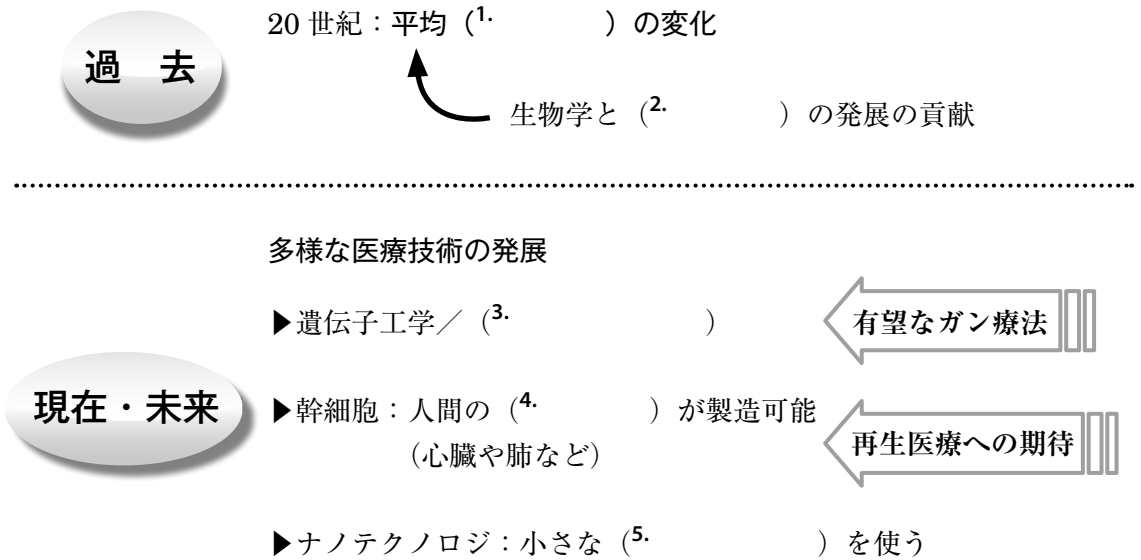 過 去
20 世紀：平均（1. ）の変化
生物学と（2. ）の発展の貢献
多様な医療技術の発展
▶遺伝子工学／（3. ）
有望なガン療法
現在・未来
▶幹細胞：人間の（4. ）が製造可能
（心臓や肺など）
再生医療への期待
▶ナノテクノロジ：小さな（5. ）を使う